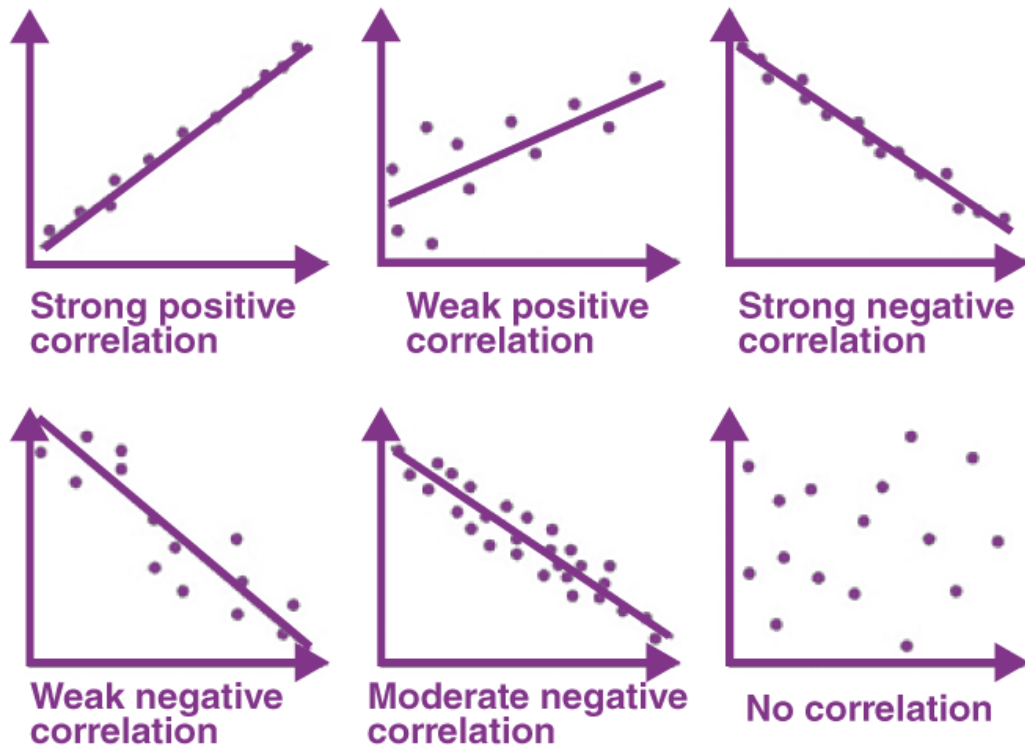 Strong positive
correlation
Weak positive
correlation
Strong negative
correlation
Weak negative
correlation
Moderate negative
correlation
No correlation